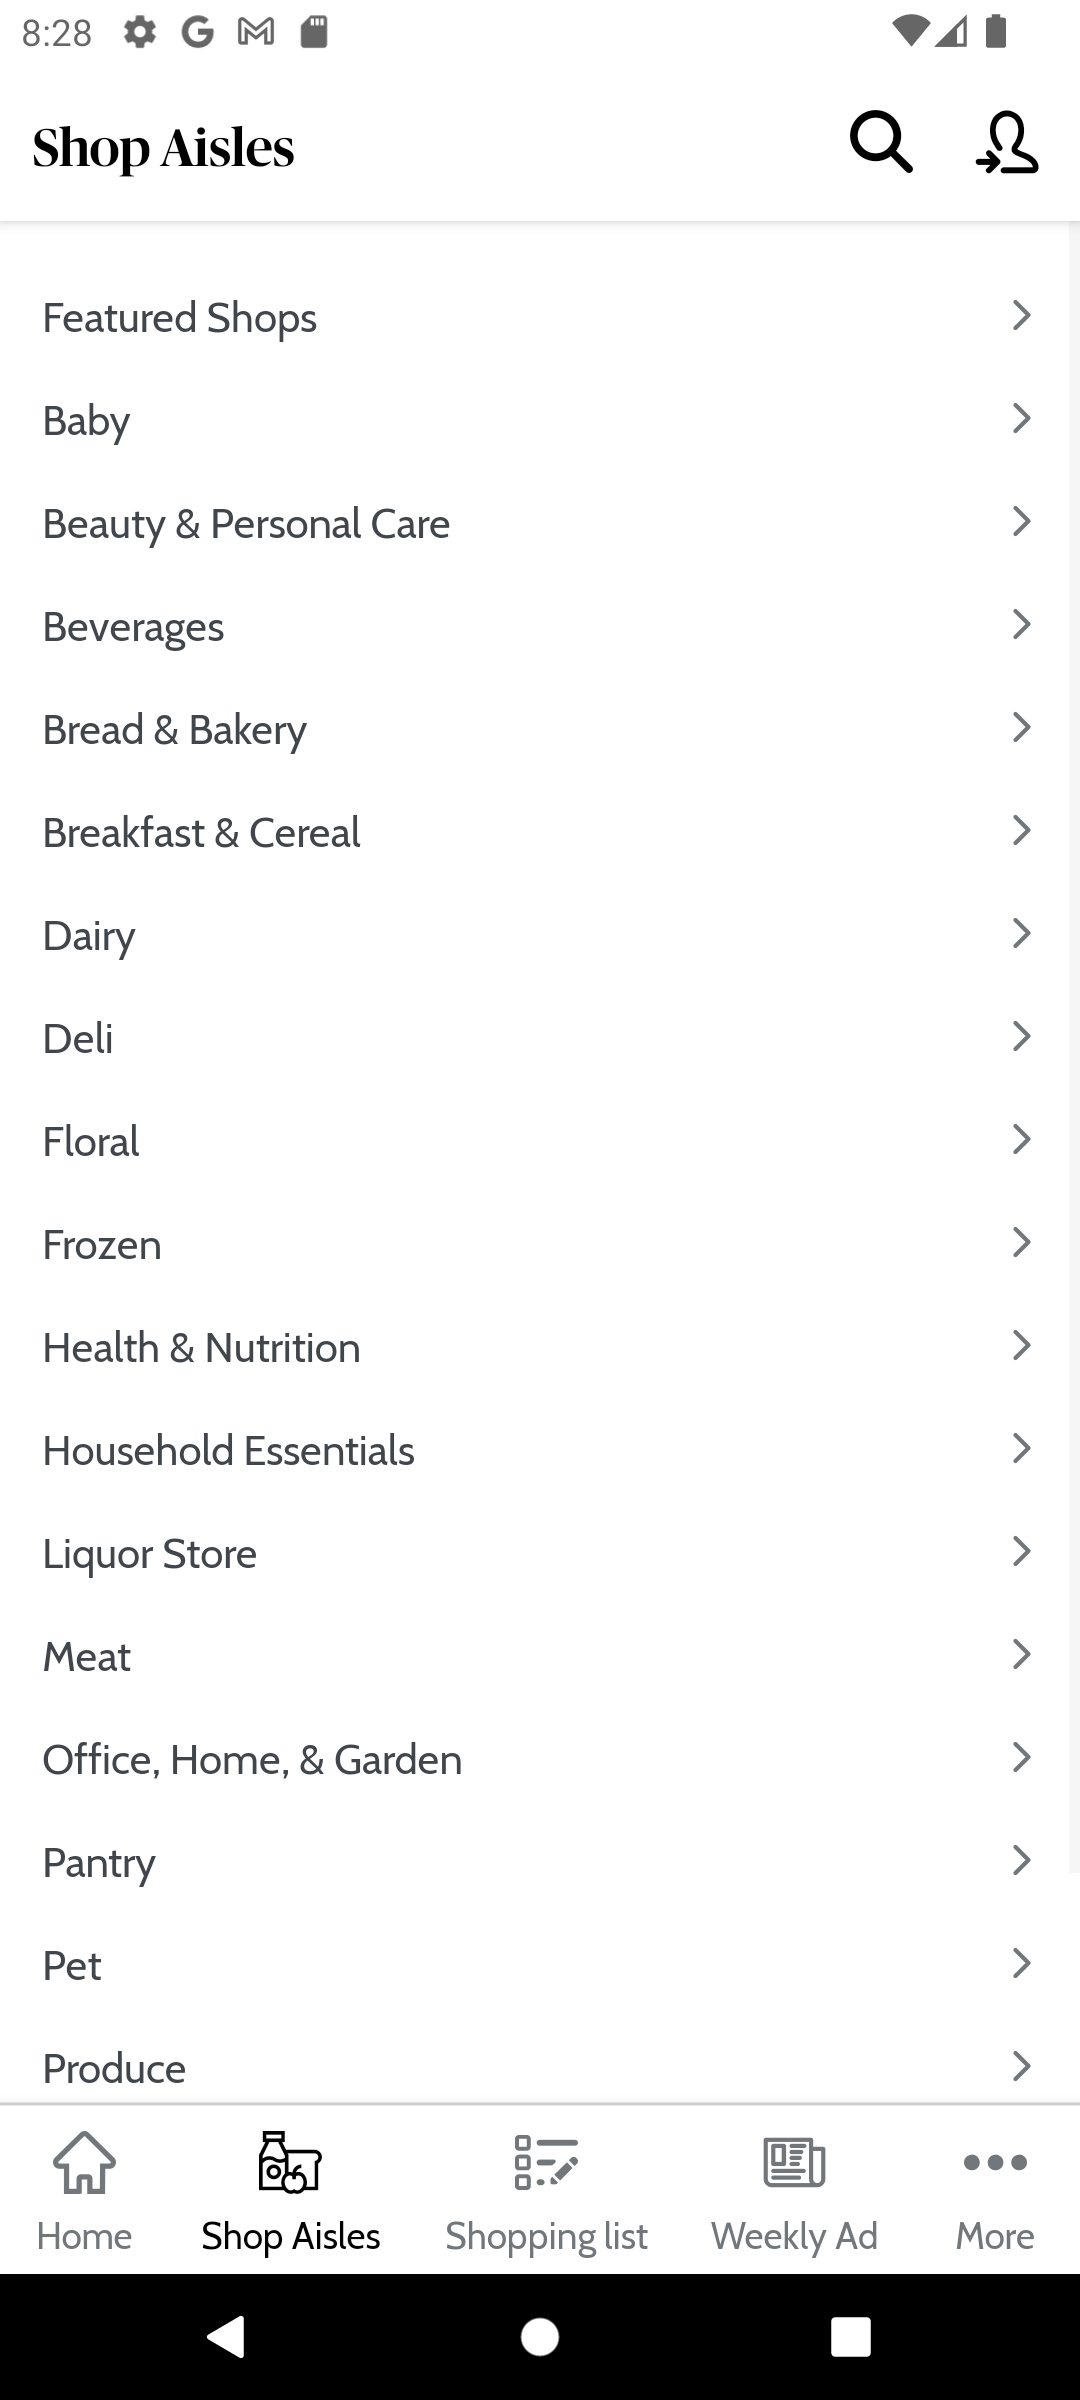 8:28
Shop Aisles
Featured Shops
Baby
Beauty & Personal Care
Beverages
Bread & Bakery
Breakfast & Cereal
Dairy
Deli
Floral
Frozen
Health & Nutrition
Household Essentials
Liquor Store
Meat
Office, Home, & Garden
Pantry
Pet
Produce
Home
Shop Aisles
Shopping list
Weekly Ad
More